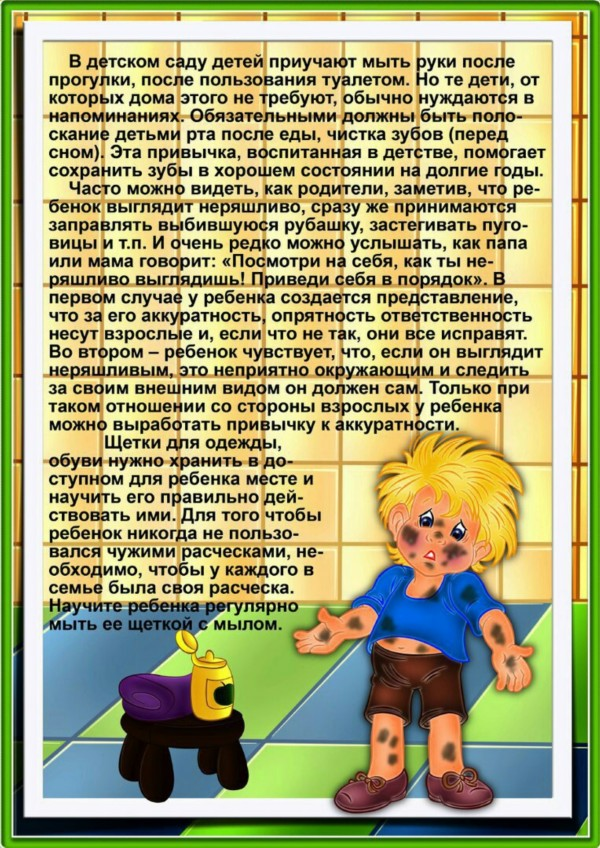 В детском саду детей приучают мыть руки после
прогулки, после пользования туалетом. Но те дети, от
которых дома этого не требуют, обычно нуждаются в
напоминаниях. Обязательными должны быть поло-
скание детьми рта после еды, чистка зубов (перед
сном). Эта привычка, воспитанная в детстве, помогает
сохранить зубы в хорошем состоянии на долгие годы.
Часто можно видеть, как родители, заметив, что ре-
бенок выглядит неряшливо, сразу же принимаются
заправлять выбившуюся рубашку, застегивать пуго-
вицы и т.п. И очень редко можно услышать, как папа
или мама говорит: «Посмотри на себя, как ты не-
ряшливо выглядишь! Приведи себя в порядок». В
первом случае у ребенка создается представление,
что за его аккуратность, опрятность ответственность
несут взрослые и, если что не так, они все исправят.
Во втором – ребенок чувствует, что, если он выглядит
неряшливым, это неприятно окружающим и следить
за своим внешним видом он должен сам. Только при
таком отношении со стороны взрослых у ребенка
можно выработать привычку к аккуратности.
Щетки для одежды,
обуви нужно хранить в до-
ступном для ребенка месте и
научить его правильно дей-
ствовать ими. Для того чтобы
ребенок никогда не пользо-
вался чужими расческами, не-
обходимо, чтобы у каждого в
семье была своя расческа.
Научите ребенка регулярно
мыть ее щеткой с мылом.